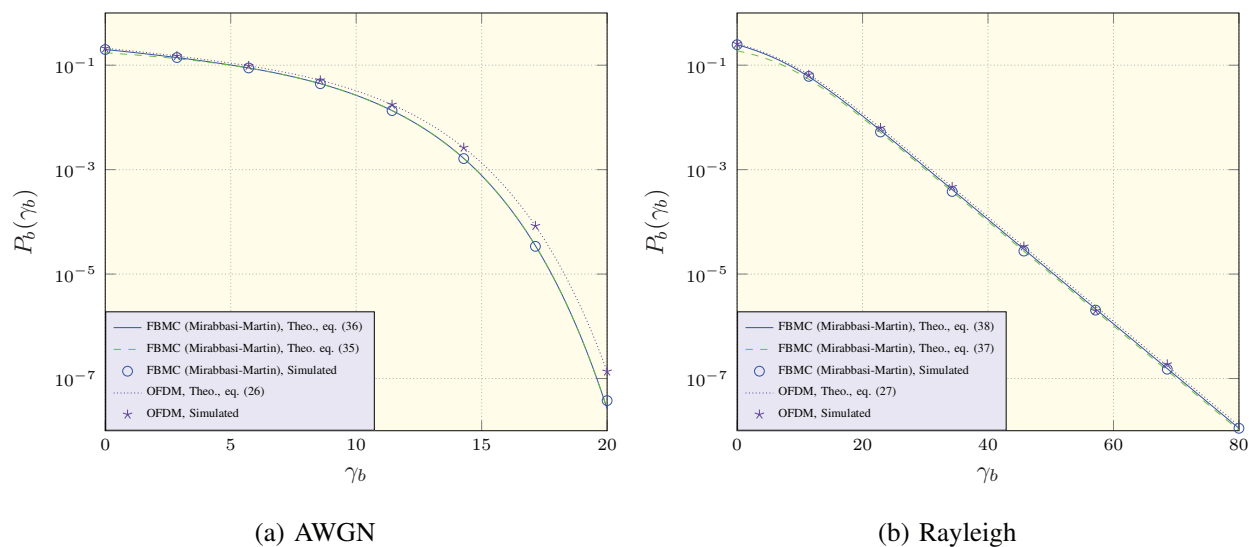 10^{-1}
10^{-3}
10^{-5}
10^{-7}
P_b(γ_b)
FBMC (Mirabbasi-Martin), Theo., eq. (36)
FBMC (Mirabbasi-Martin), Theo. eq. (35)
FBMC (Mirabbasi-Martin), Simulated
OFDM, Theo., eq. (26)
OFDM, Simulated
0 5 10 15 20
γ_b
(a) AWGN
10^{-1}
10^{-3}
10^{-5}
10^{-7}
P_b(γ_b)
FBMC (Mirabbasi-Martin), Theo., eq. (38)
FBMC (Mirabbasi-Martin), Theo., eq. (37)
FBMC (Mirabbasi-Martin), Simulated
OFDM, Theo., eq. (27)
OFDM, Simulated
0 20 40 60 80
γ_b
(b) Rayleigh